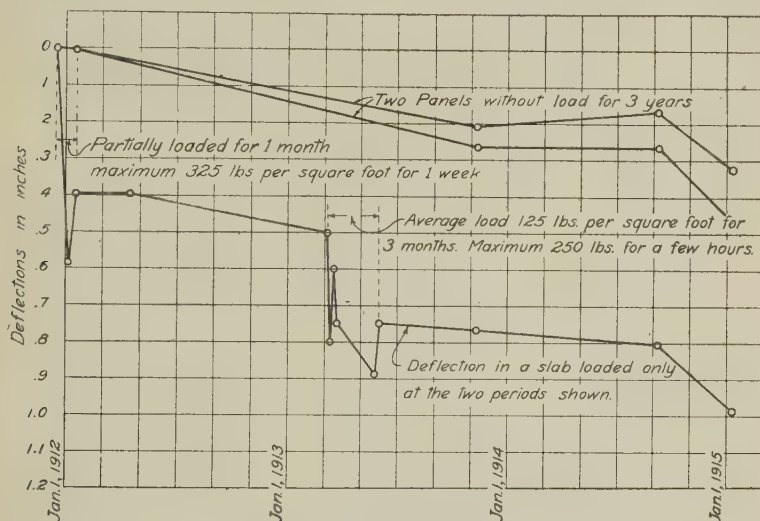 0
.1
.2
.3
.4
.5
.6
.7
.8
.9
1.0
1.1
1.2
Deflections in inches
Two Panels without load for 3 years
Partially loaded for 1 month
maximum 325 lbs per square foot for 1 week
Average load 125 lbs. per square foot for
3 months. Maximum 250 lbs. for a few hours.
Deflection in a slab loaded only
at the two periods shown.
Jan.1, 1912
Jan.1, 1913
Jan.1, 1914
Jan.1, 1915